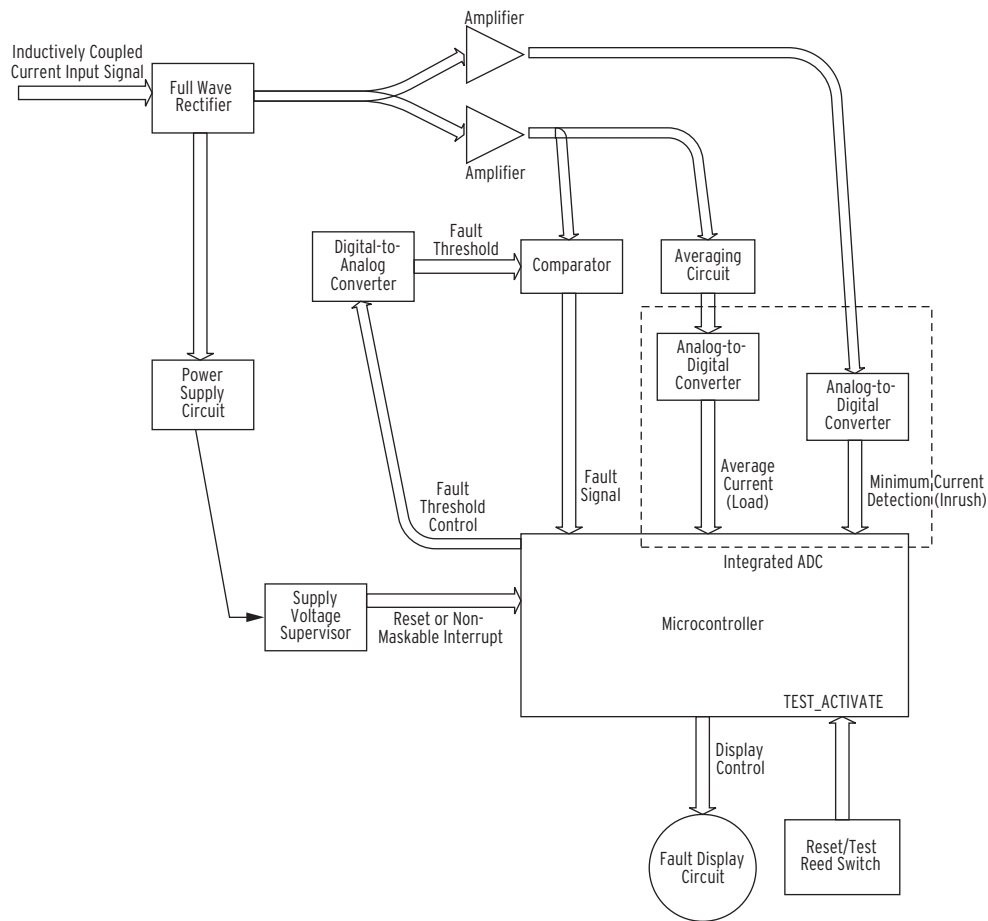 Amplifier
Inductively Coupled
Current Input Signal
Full Wave
Rectifier
Amplifier
Digital-to-
Analog
Converter
Fault
Threshold
Comparator
Averaging
Circuit
Analog-to-
Digital
Converter
Power
Supply
Circuit
Analog-to-
Digital
Converter
Fault
Threshold
Control
Fault
Signal
Average
Current
(Load)
Minimum Current
Detection (Inrush)
Integrated ADC
Supply
Voltage
Supervisor
Reset or Non-
Maskable Interrupt
Microcontroller
TEST_ACTIVATE
Display
Control
Fault Display
Circuit
Reset/Test
Reed Switch